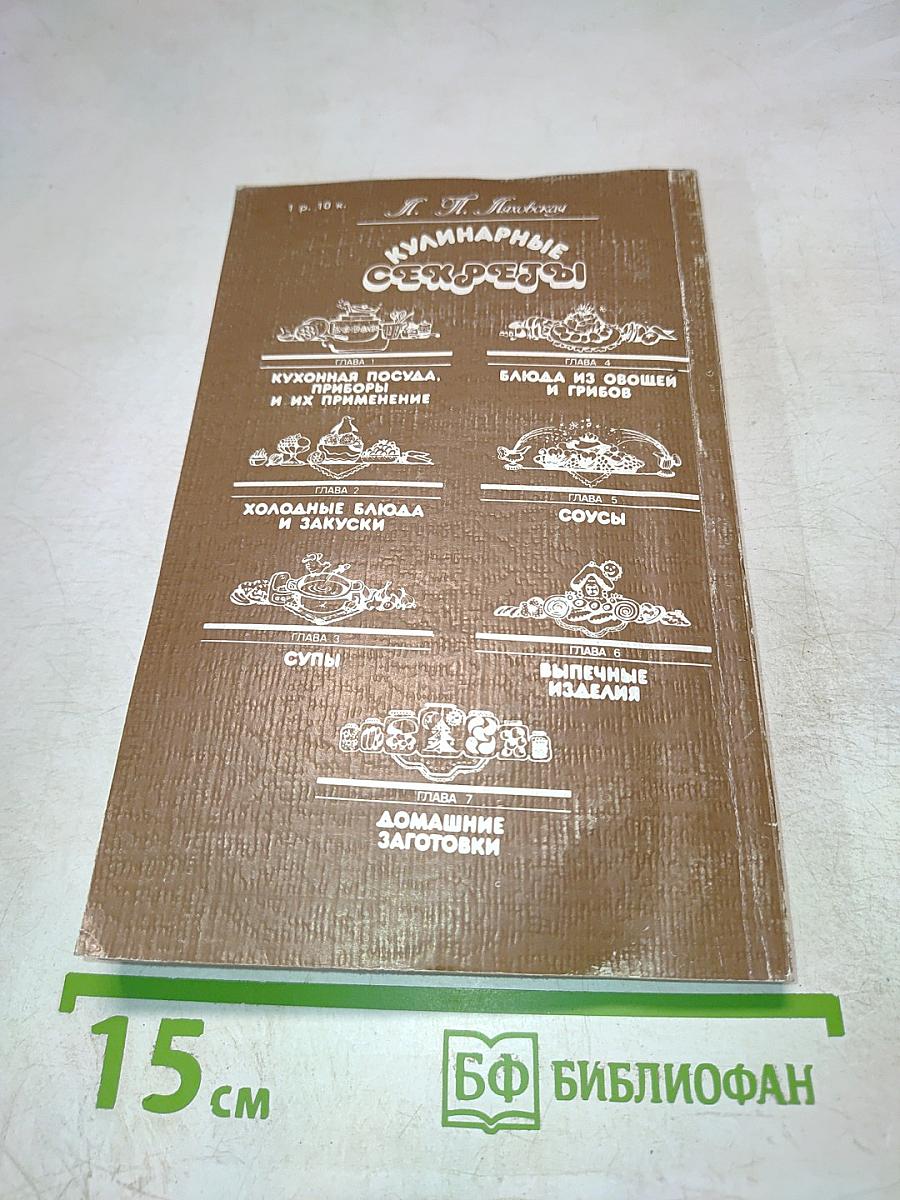 1 р. 10 к.
Л. П. Ляховская
КУЛИНАРНЫЕ
СЕКРЕТЫ
ГЛАВА 1
КУХОННАЯ ПОСУДА,
ПРИБОРЫ
И ИХ ПРИМЕНЕНИЕ
ГЛАВА 4
БЛЮДА ИЗ ОВОЩЕЙ
И ГРИБОВ
ГЛАВА 2
ХОЛОДНЫЕ БЛЮДА
И ЗАКУСКИ
ГЛАВА 5
СОУСЫ
ГЛАВА 3
СУПЫ
ГЛАВА 6
ВЫПЕЧНЫЕ
ИЗДЕЛИЯ
ГЛАВА 7
ДОМАШНИЕ
ЗАГОТОВКИ
15 см
БФ БИБЛИОФАН